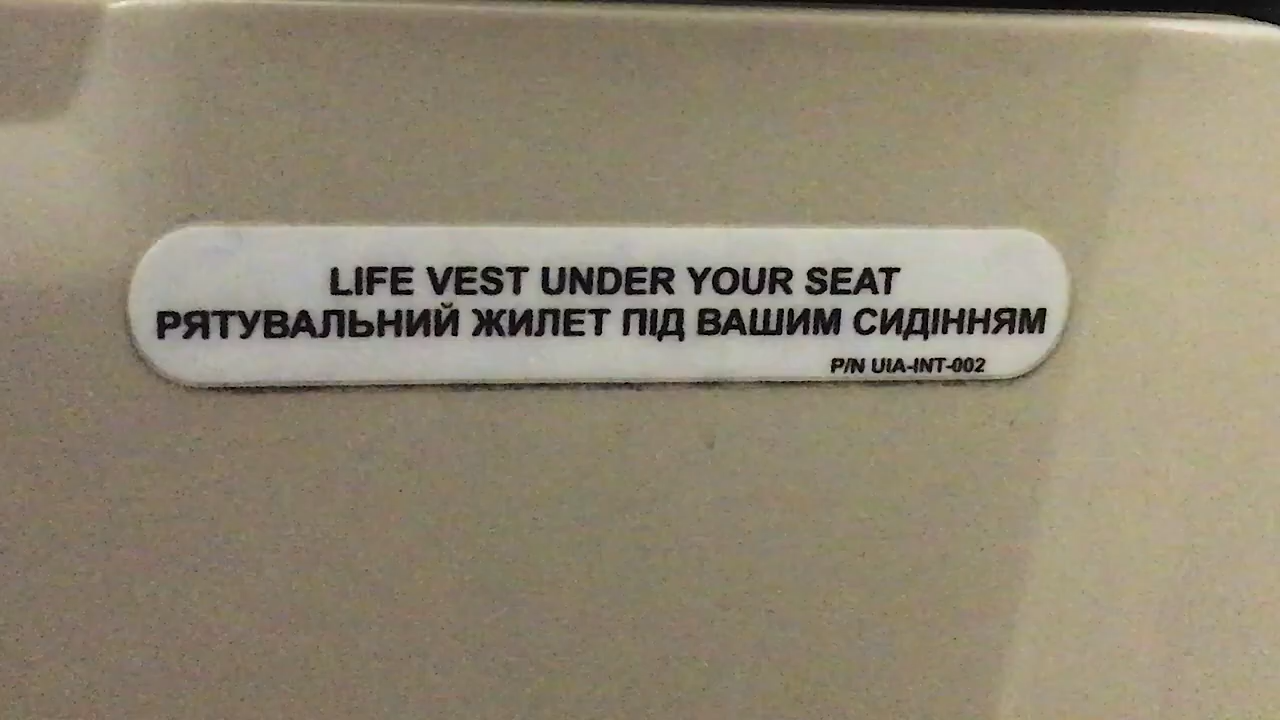 LIFE VEST UNDER YOUR SEAT
РЯТУВАЛЬНИЙ ЖИЛЕТ ПІД ВАШИМ СИДІННЯМ
P/N UIA-INT-002